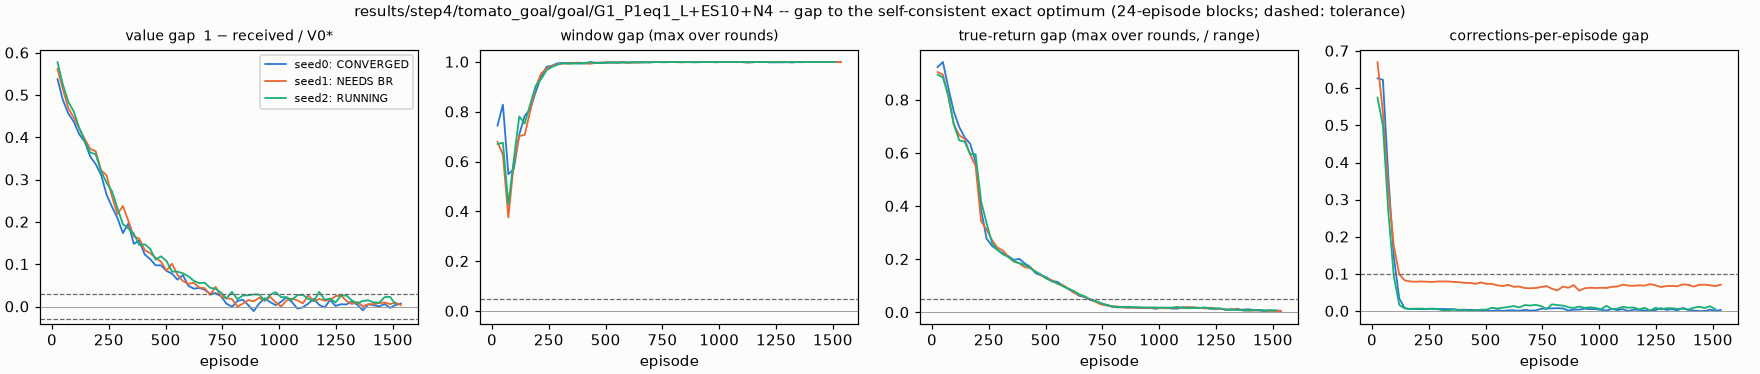 results/step4/tomato_goal/goal/G1_P1eq1_L+ES10+N4 -- gap to the self-consistent exact optimum (24-episode blocks; dashed: tolerance)
value gap 1 − received / V0*
0.6
0.5
0.4
0.3
0.2
0.1
0.0
seed0: CONVERGED
seed1: NEEDS BR
seed2: RUNNING
0 250 500 750 1000 1250 1500
episode
window gap (max over rounds)
1.0
0.8
0.6
0.4
0.2
0.0
0 250 500 750 1000 1250 1500
episode
true-return gap (max over rounds, / range)
0.8
0.6
0.4
0.2
0.0
0 250 500 750 1000 1250 1500
episode
corrections-per-episode gap
0.7
0.6
0.5
0.4
0.3
0.2
0.1
0.0
0 250 500 750 1000 1250 1500
episode